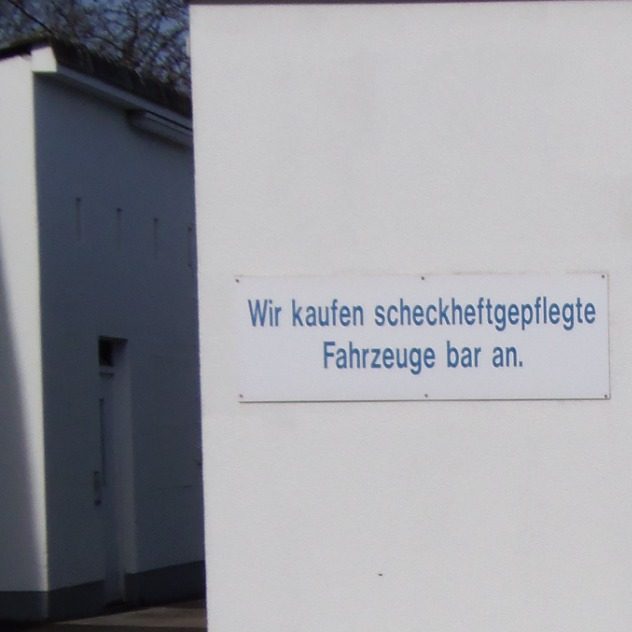 Wir kaufen scheckheftgepflegte
Fahrzeuge bar an.